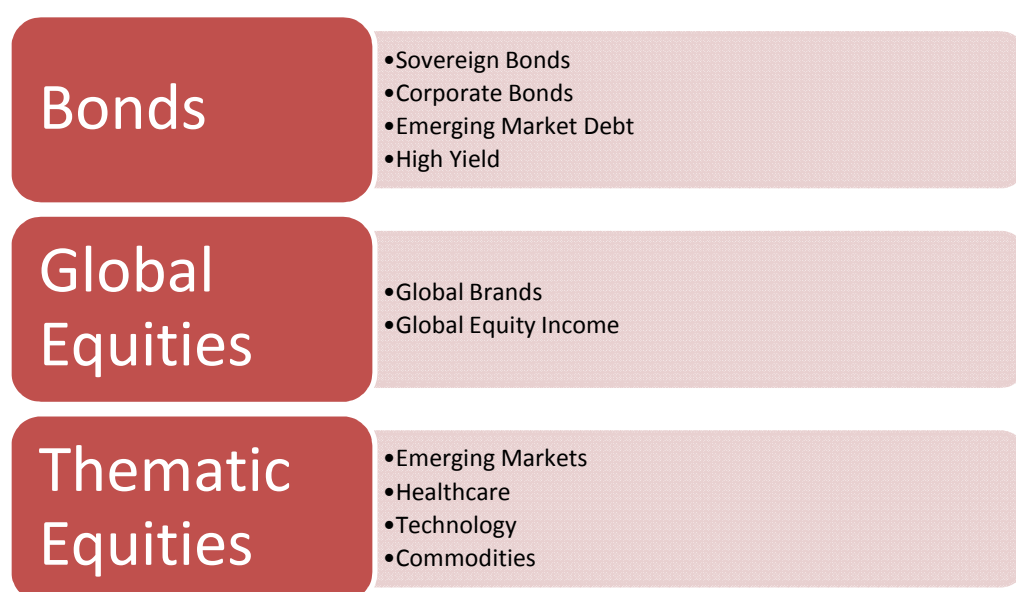 Bonds
•Sovereign Bonds
•Corporate Bonds
•Emerging Market Debt
•High Yield
Global
Equities
•Global Brands
•Global Equity Income
Thematic
Equities
•Emerging Markets
•Healthcare
•Technology
•Commodities